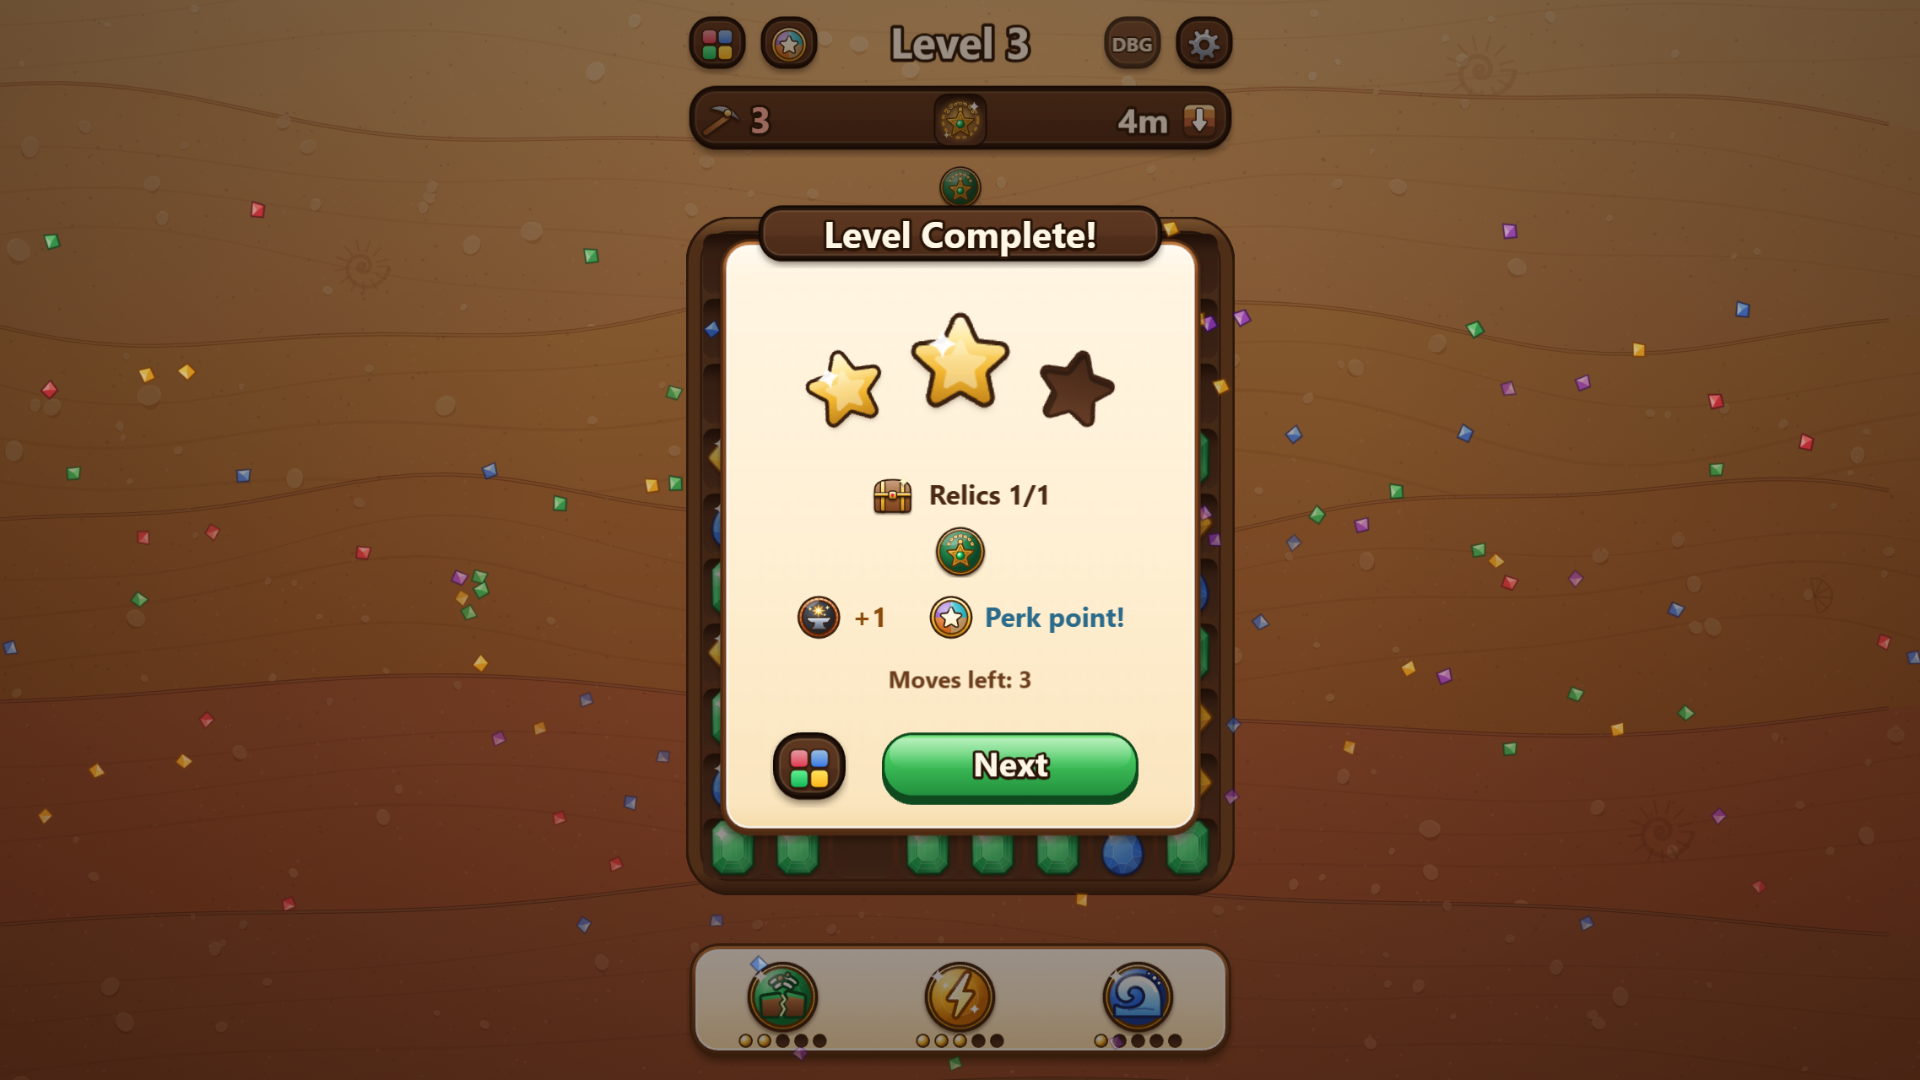 Level 3
DBG
3
4m
Level Complete!
Relics 1/1
+1
Perk point!
Moves left: 3
Next